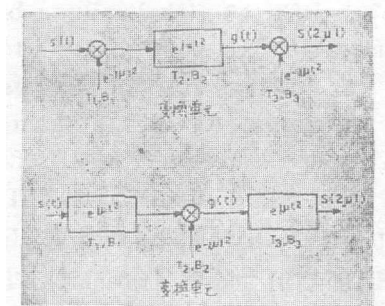 s(t) e^{jμt²} g(t) S(2μt)
e^{-jμt²} T₂,B₂ e^{-jμt²}
T₁,B₁ T₃,B₃
变换单元
s(t) e^{jμt²} g(t) e^{jμt²} S(2μt)
T₁,B₁ e^{-jμt²} T₃,B₃
T₂,B₂
变换单元